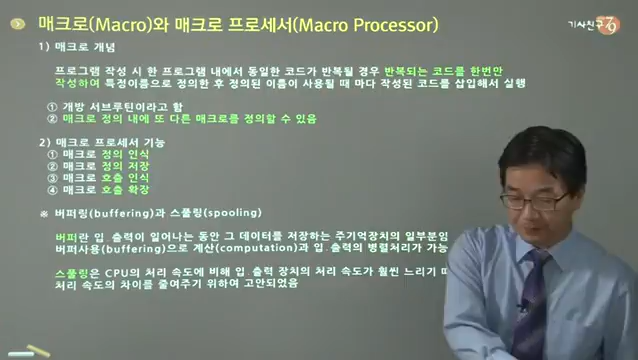 매크로(Macro)와 매크로 프로세서(Macro Processor)
기사친구
1) 매크로 개념
프로그램 작성 시 한 프로그램 내에서 동일한 코드가 반복될 경우 반복되는 코드를 한번만
작성하여 특정이름으로 정의한 후 정의된 이름이 사용될 때 마다 작성된 코드를 삽입해서 실행
① 개방 서브루틴이라고 함
② 매크로 정의 내에 또 다른 매크로를 정의할 수 있음
2) 매크로 프로세서 기능
① 매크로 정의 인식
② 매크로 정의 저장
③ 매크로 호출 인식
④ 매크로 호출 확장
※ 버퍼링(buffering)과 스풀링(spooling)
버퍼란 입․출력이 일어나는 동안 그 데이터를 저장하는 주기억장치의 일부분임
버퍼사용(buffering)으로 계산(computation)과 입․출력의 병렬처리가 가능
스풀링은 CPU의 처리 속도에 비해 입․출력 장치의 처리 속도가 훨씬 느리기
처리 속도의 차이를 줄여주기 위하여 고안되었음